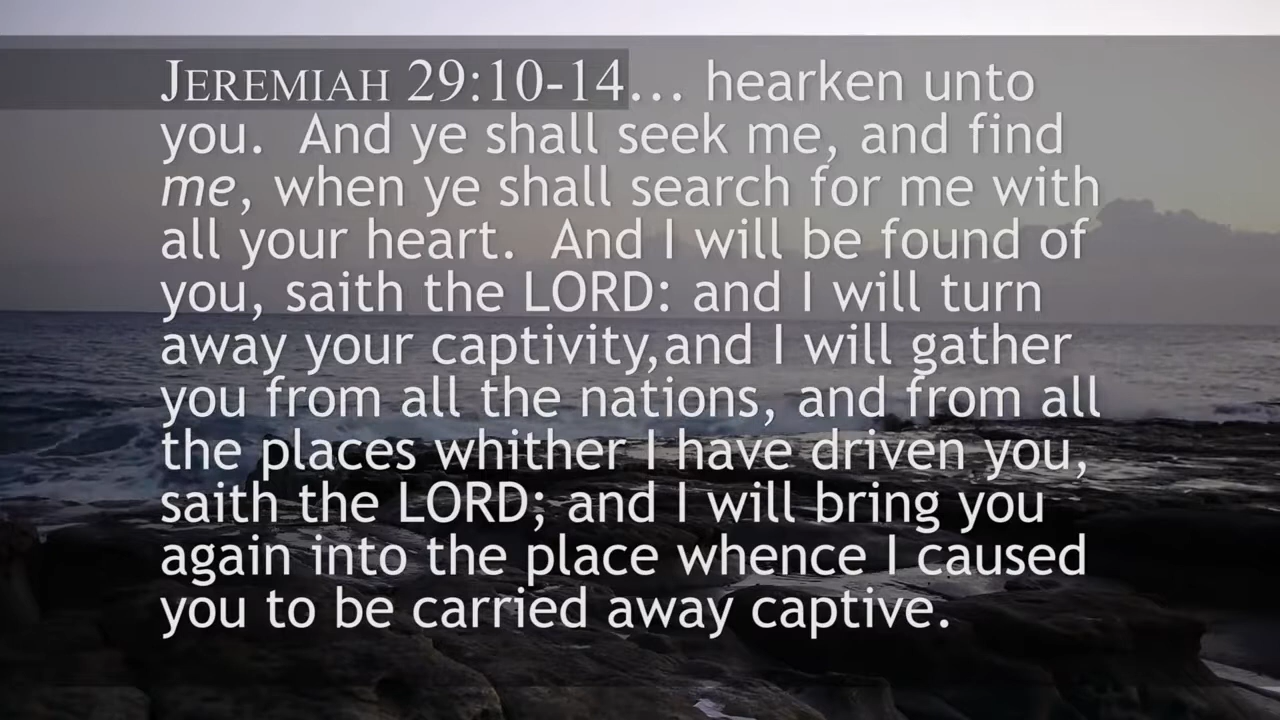 JEREMIAH 29:10-14... hearken unto
you.  And ye shall seek me, and find
me, when ye shall search for me with
all your heart.  And I will be found of
you, saith the LORD: and I will turn
away your captivity,and I will gather
you from all the nations, and from all
the places whither I have driven you,
saith the LORD; and I will bring you
again into the place whence I caused
you to be carried away captive.